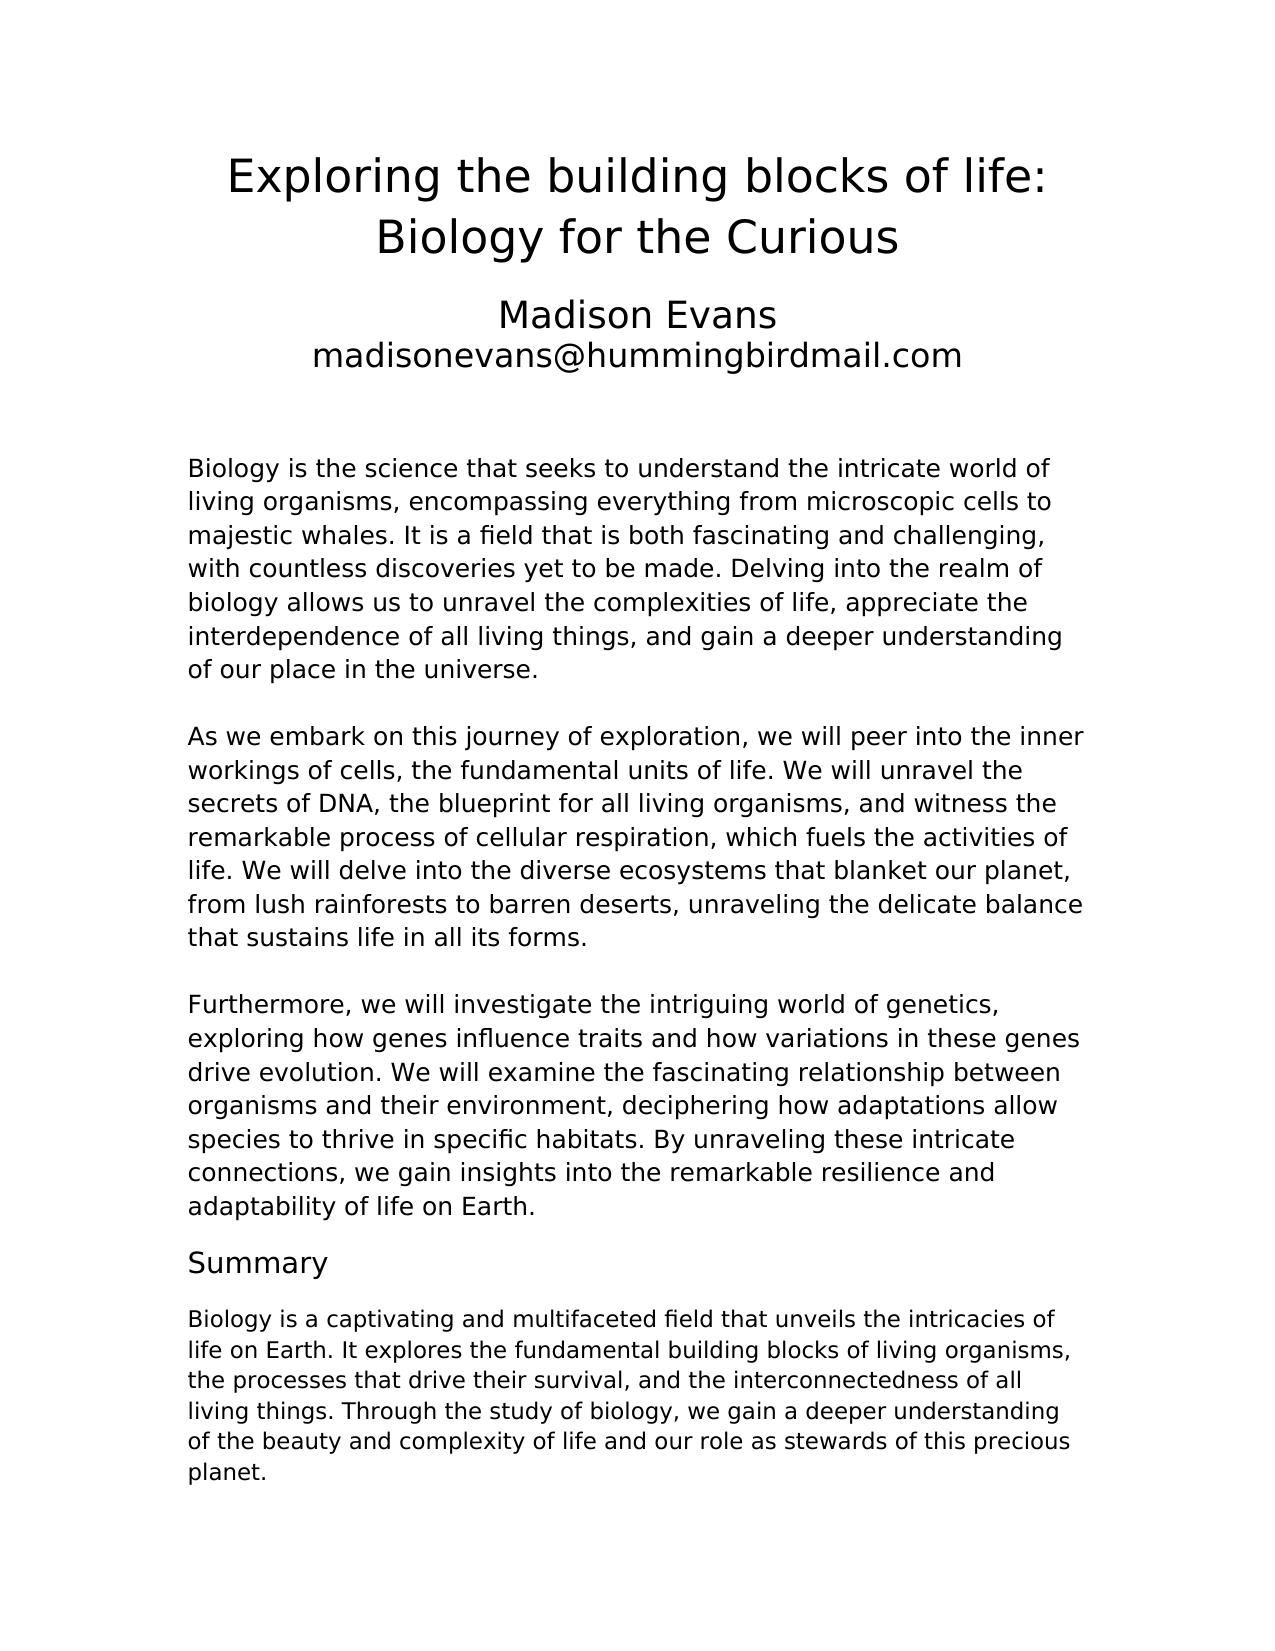 Exploring the building blocks of life:
Biology for the Curious
Madison Evans
madisonevans@hummingbirdmail.com
Biology is the science that seeks to understand the intricate world of
living organisms, encompassing everything from microscopic cells to
majestic whales. It is a field that is both fascinating and challenging,
with countless discoveries yet to be made. Delving into the realm of
biology allows us to unravel the complexities of life, appreciate the
interdependence of all living things, and gain a deeper understanding
of our place in the universe.
As we embark on this journey of exploration, we will peer into the inner
workings of cells, the fundamental units of life. We will unravel the
secrets of DNA, the blueprint for all living organisms, and witness the
remarkable process of cellular respiration, which fuels the activities of
life. We will delve into the diverse ecosystems that blanket our planet,
from lush rainforests to barren deserts, unraveling the delicate balance
that sustains life in all its forms.
Furthermore, we will investigate the intriguing world of genetics,
exploring how genes influence traits and how variations in these genes
drive evolution. We will examine the fascinating relationship between
organisms and their environment, deciphering how adaptations allow
species to thrive in specific habitats. By unraveling these intricate
connections, we gain insights into the remarkable resilience and
adaptability of life on Earth.
Summary
Biology is a captivating and multifaceted field that unveils the intricacies of
life on Earth. It explores the fundamental building blocks of living organisms,
the processes that drive their survival, and the interconnectedness of all
living things. Through the study of biology, we gain a deeper understanding
of the beauty and complexity of life and our role as stewards of this precious
planet.